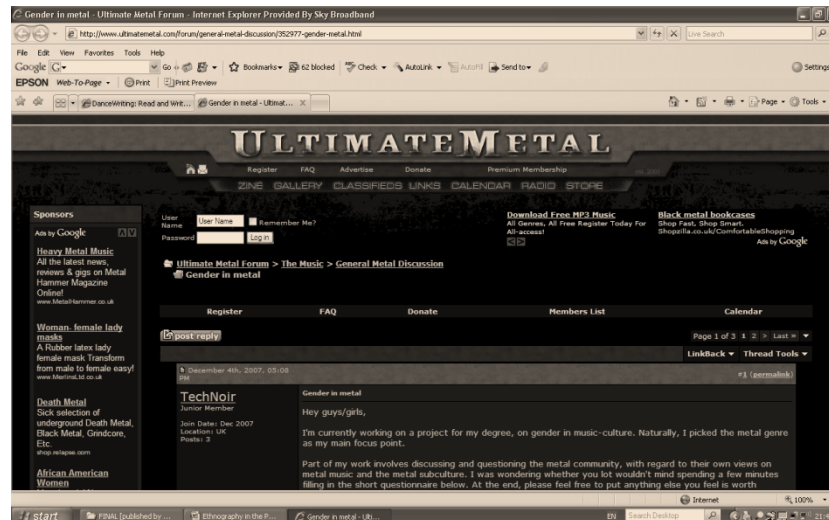 Gender in metal - Ultimate Metal Forum - Internet Explorer Provided By Sky Broadband
http://www.ultimatemetal.com/forum/general-metal-discussion/352977-gender-metal.html
Live Search
File Edit View Favorites Tools Help
Google G Go Bookmarks 62 blocked Check AutoLink AutoFill Send to Settings
EPSON Web-To-Page Print Print Preview
DanceWriting: Read and Writ... Gender in metal - Ultimat... Page Tools
ULTIMATEMETAL
Register FAQ Advertise Donate Premium Membership
ZINE GALLERY CLASSIFIEDS LINKS CALENDAR RADIO STORE
Sponsors
Ads by Google
Heavy Metal Music
All the latest news,
reviews & gigs on Metal
Hammer Magazine
Online!
www.MetalHammer.co.uk
Woman- female lady
masks
A Rubber latex lady
female mask Transform
from male to female easy!
www.MerlinsLtd.co.uk
Death Metal
Sick selection of
underground Death Metal,
Black Metal, Grindcore,
Etc.
shop.relapse.com
African American
Women
User Name User Name Remember Me?
Password Log in
Download Free MP3 Music
All Genres, All Free Register Today For
All-access!
Black metal bookcases
Shop Fast, Shop Smart.
Shopzilla.co.uk/ComfortableShopping
Ads by Google
Ultimate Metal Forum > The Music > General Metal Discussion
Gender in metal
Register FAQ Donate Members List Calendar
post reply
Page 1 of 3 1 2 > Last »
LinkBack Thread Tools
December 4th, 2007, 05:08
PM
#1 (permalink)
TechNoir
Junior Member
Join Date: Dec 2007
Location: UK
Posts: 3
Gender in metal
Hey guys/girls,
I'm currently working on a project for my degree, on gender in music-culture. Naturally, I picked the metal genre
as my main focus point.
Part of my work involves discussing and questioning the metal community, with regard to their own views on
metal music and the metal subculture. I was wondering whether you lot wouldn't mind spending a few minutes
filling in the short questionnaire below. At the end, please feel free to put anything else you feel is worth
Internet 100%
start FINAL [published by ... Ethnography in the P... Gender in metal - Ulti... EN Search Desktop